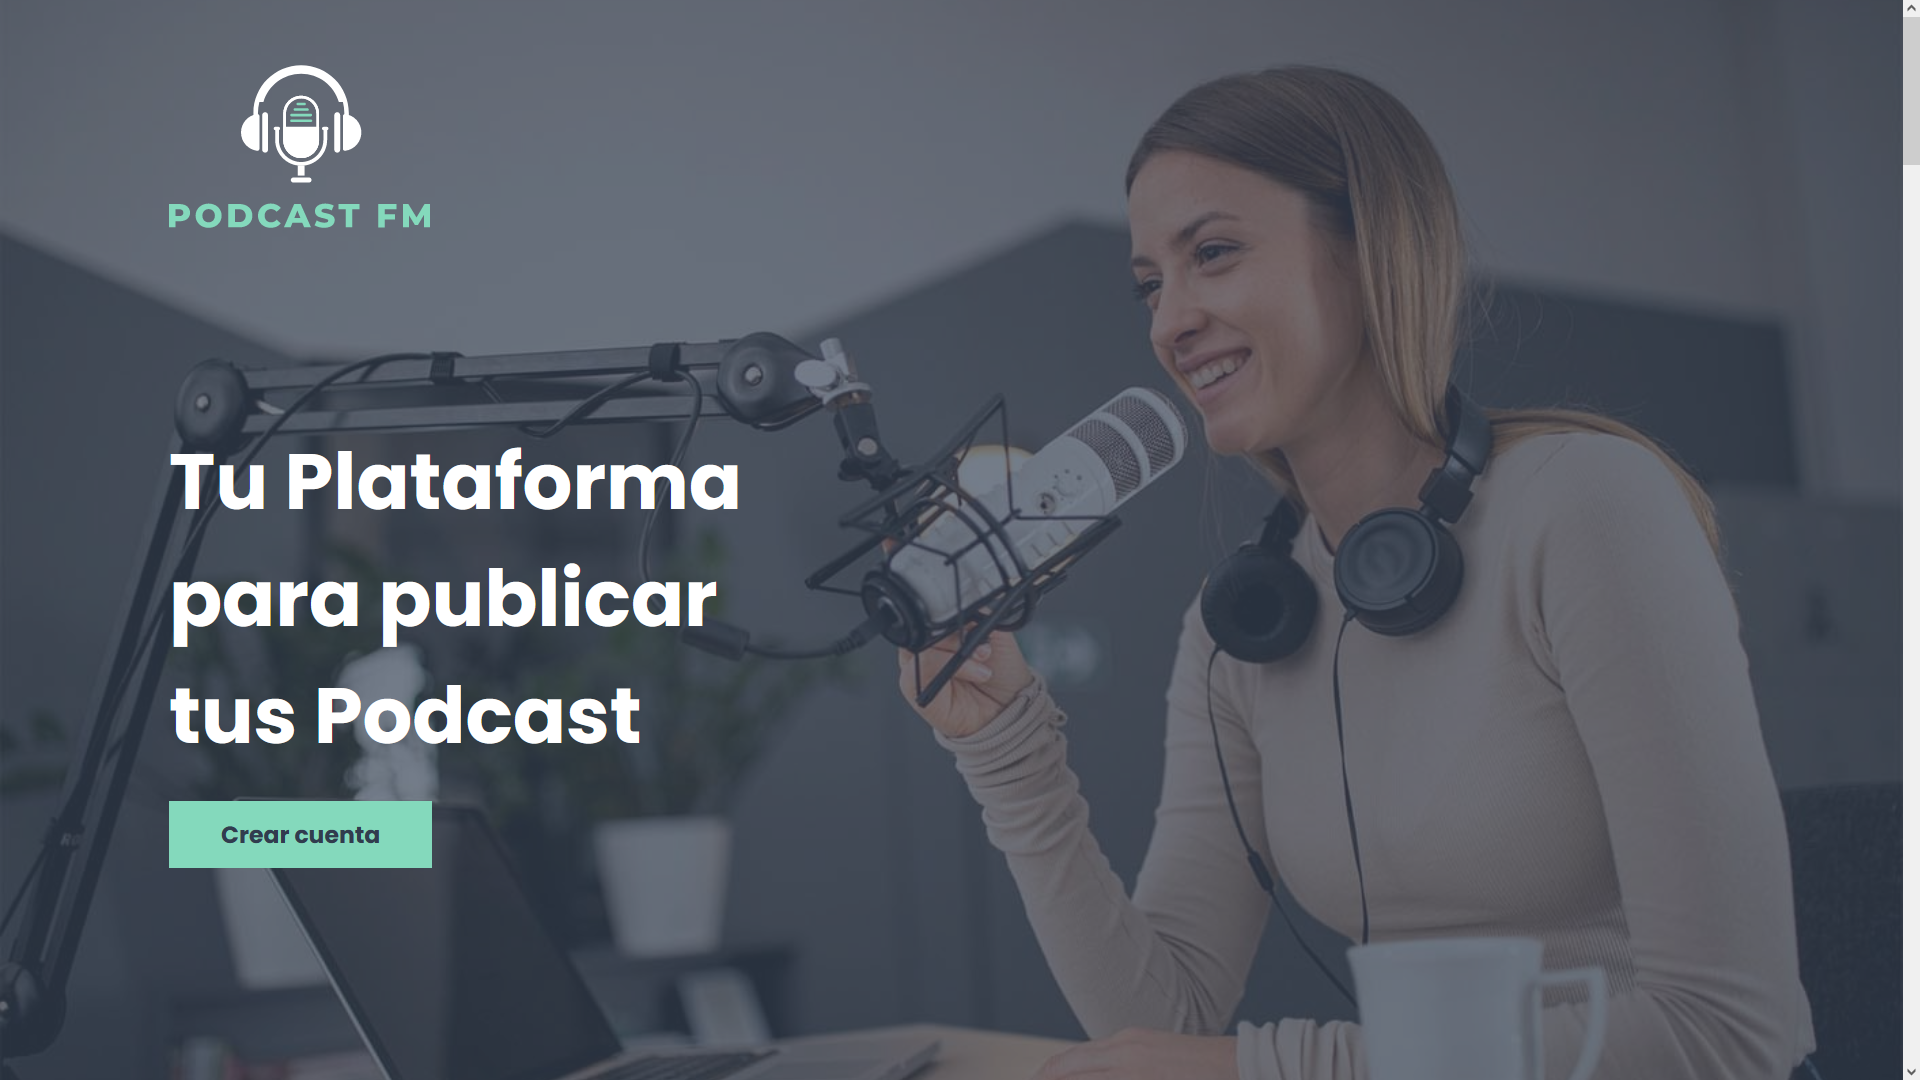 PODCAST FM
Tu Plataforma
para publicar
tus Podcast
Crear cuenta